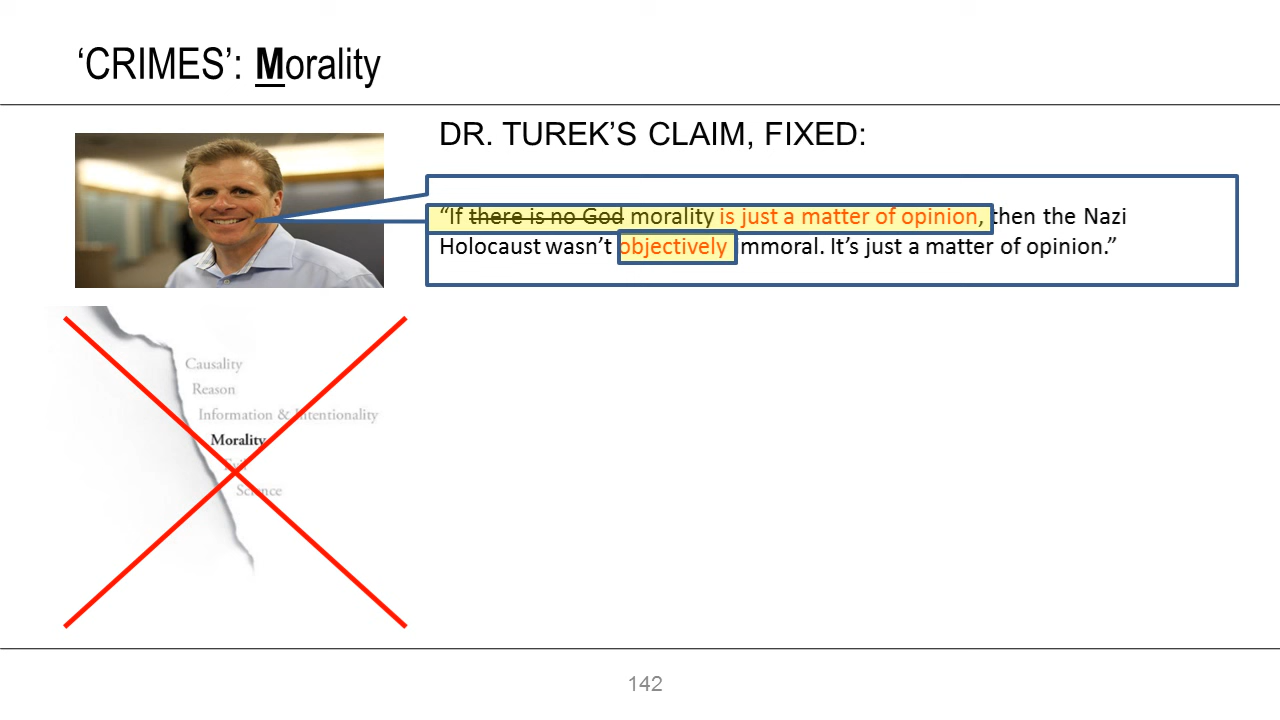 ‘CRIMES’: Morality
DR. TUREK’S CLAIM, FIXED:
“If there is no God morality is just a matter of opinion, then the Nazi
Holocaust wasn’t objectively immoral. It’s just a matter of opinion.”
Causality
Reason
Information & Intentionality
Morality
Science
142